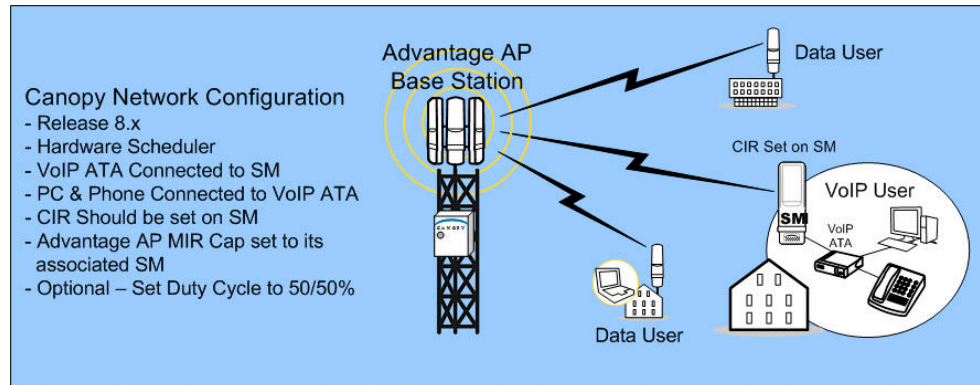 Canopy Network Configuration
- Release 8.x
- Hardware Scheduler
- VoIP ATA Connected to SM
- PC & Phone Connected to VoIP ATA
- CIR Should be set on SM
- Advantage AP MIR Cap set to its
associated SM
- Optional – Set Duty Cycle to 50/50%
Advantage AP
Base Station
CANOPY
Data User
CIR Set on SM
VoIP User
SM
VoIP
ATA
Data User